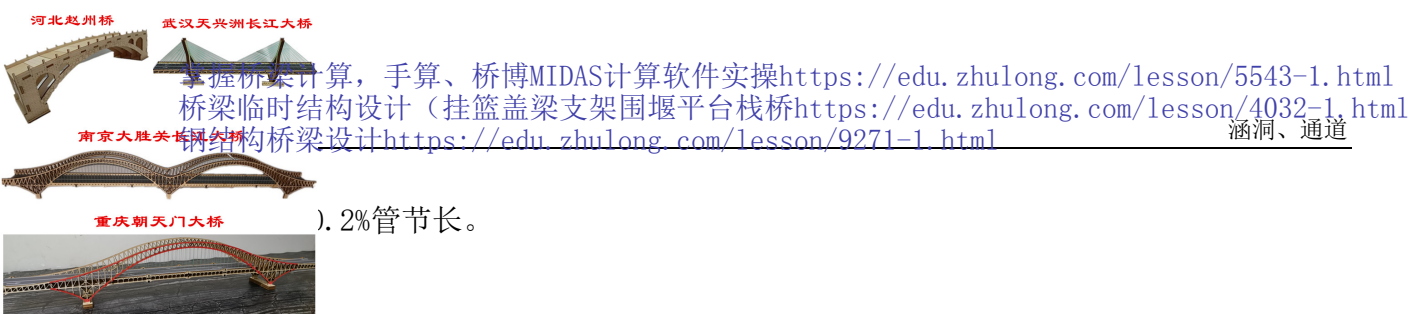 河北赵州桥
武汉天兴洲长江大桥
掌握桥梁计算，手算、桥博MIDAS计算软件实操https://edu.zhulong.com/lesson/5543-1.html
桥梁临时结构设计（挂篮盖梁支架围堰平台栈桥https://edu.zhulong.com/lesson/4032-1.html
南京大胜关长江大桥
钢结构桥梁设计https://edu.zhulong.com/lesson/9271-1.html
涵洞、通道
.2%管节长。
重庆朝天门大桥